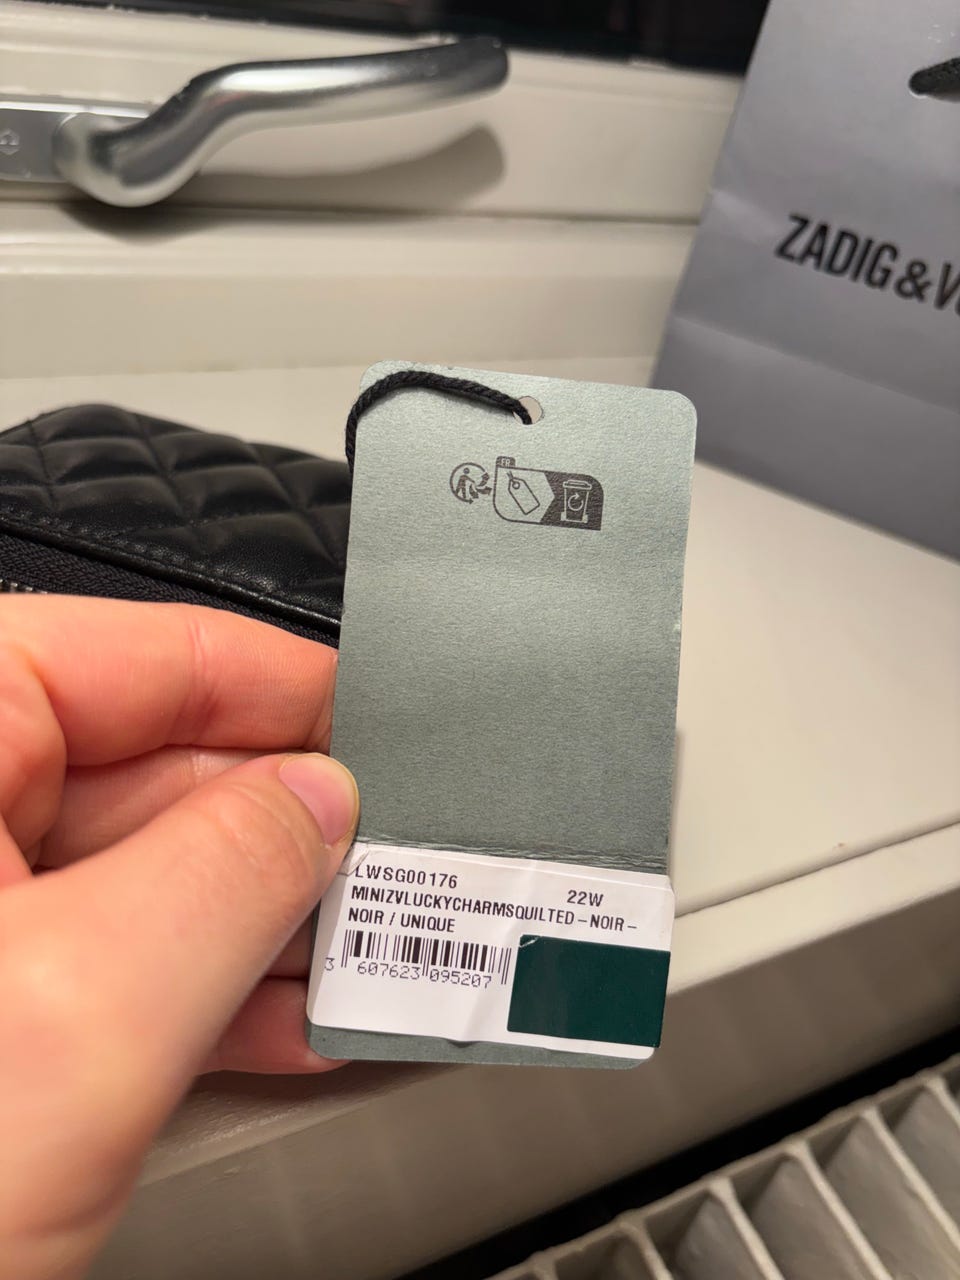 ZADIG&V
FR
LWSG00176
22W
MINIZVLUCKYCHARMSQUILTED-NOIR-
NOIR / UNIQUE
3 607623 095207